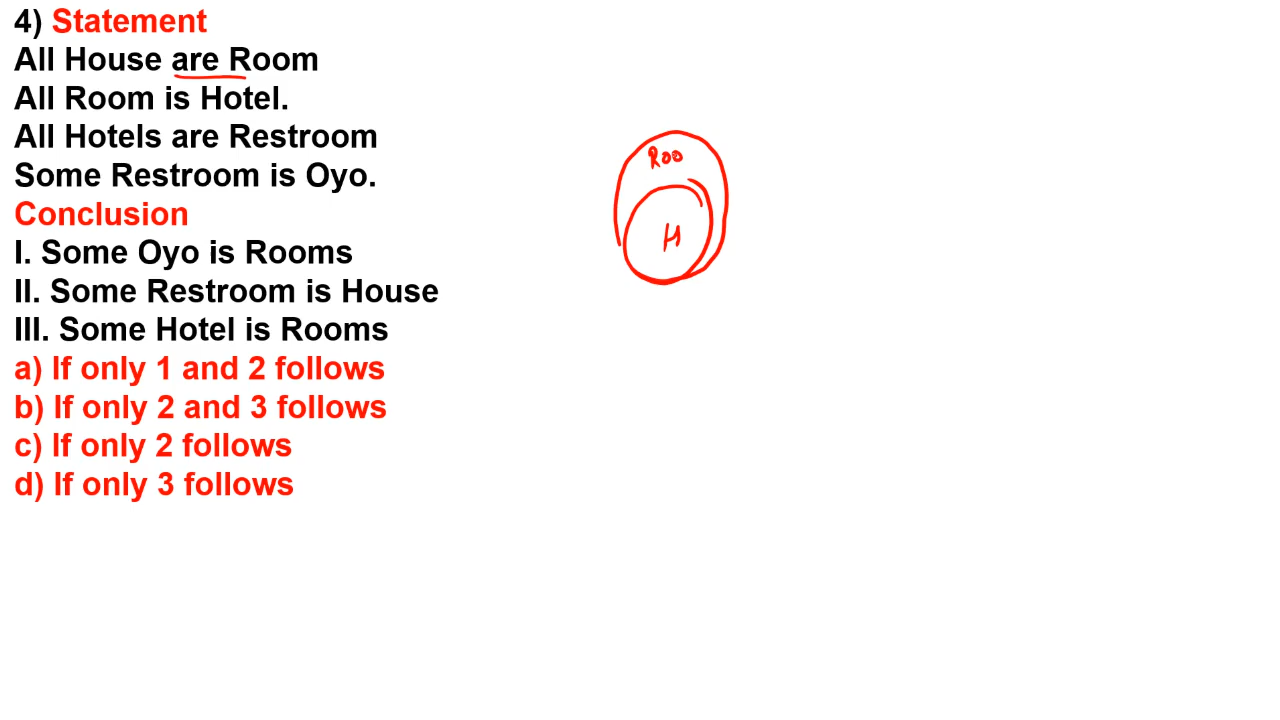 4) Statement
All House are Room
All Room is Hotel.
All Hotels are Restroom
Some Restroom is Oyo.
Conclusion
I. Some Oyo is Rooms
II. Some Restroom is House
III. Some Hotel is Rooms
a) If only 1 and 2 follows
b) If only 2 and 3 follows
c) If only 2 follows
d) If only 3 follows
Roo
H